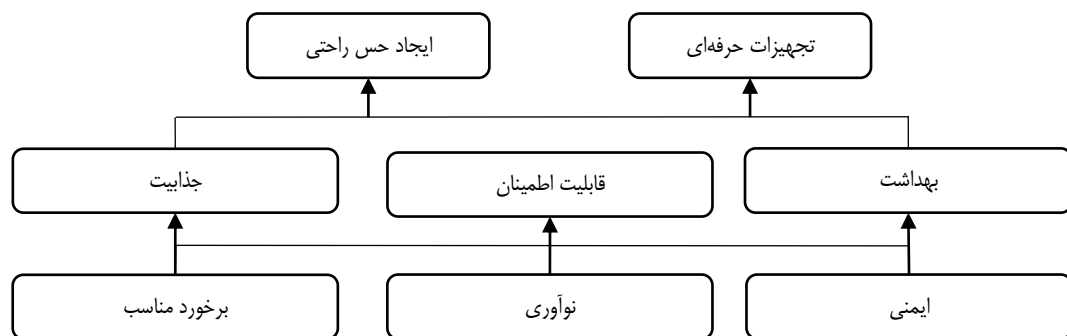 تجهیزات حرفه‌ای
ایجاد حس راحتی
بهداشت
قابلیت اطمینان
جذابیت
ایمنی
نوآوری
برخورد مناسب